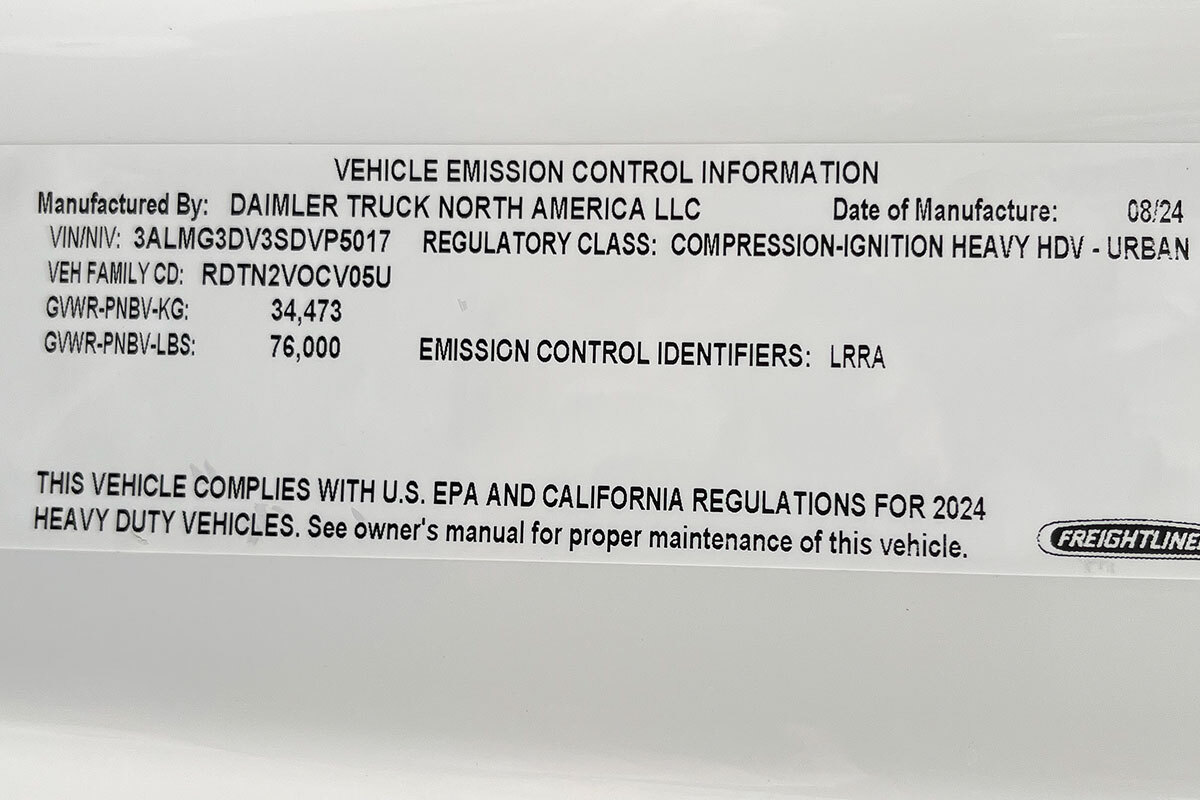 VEHICLE EMISSION CONTROL INFORMATION
Manufactured By: DAIMLER TRUCK NORTH AMERICA LLC Date of Manufacture: 08/24
VIN/NIV: 3ALMG3DV3SDVP5017 REGULATORY CLASS: COMPRESSION-IGNITION HEAVY HDV - URBAN
VEH FAMILY CD: RDTN2VOCV05U
GVWR-PNBV-KG: 34,473
GVWR-PNBV-LBS: 76,000 EMISSION CONTROL IDENTIFIERS: LRRA
THIS VEHICLE COMPLIES WITH U.S. EPA AND CALIFORNIA REGULATIONS FOR 2024
HEAVY DUTY VEHICLES. See owner's manual for proper maintenance of this vehicle.
FREIGHTLINE